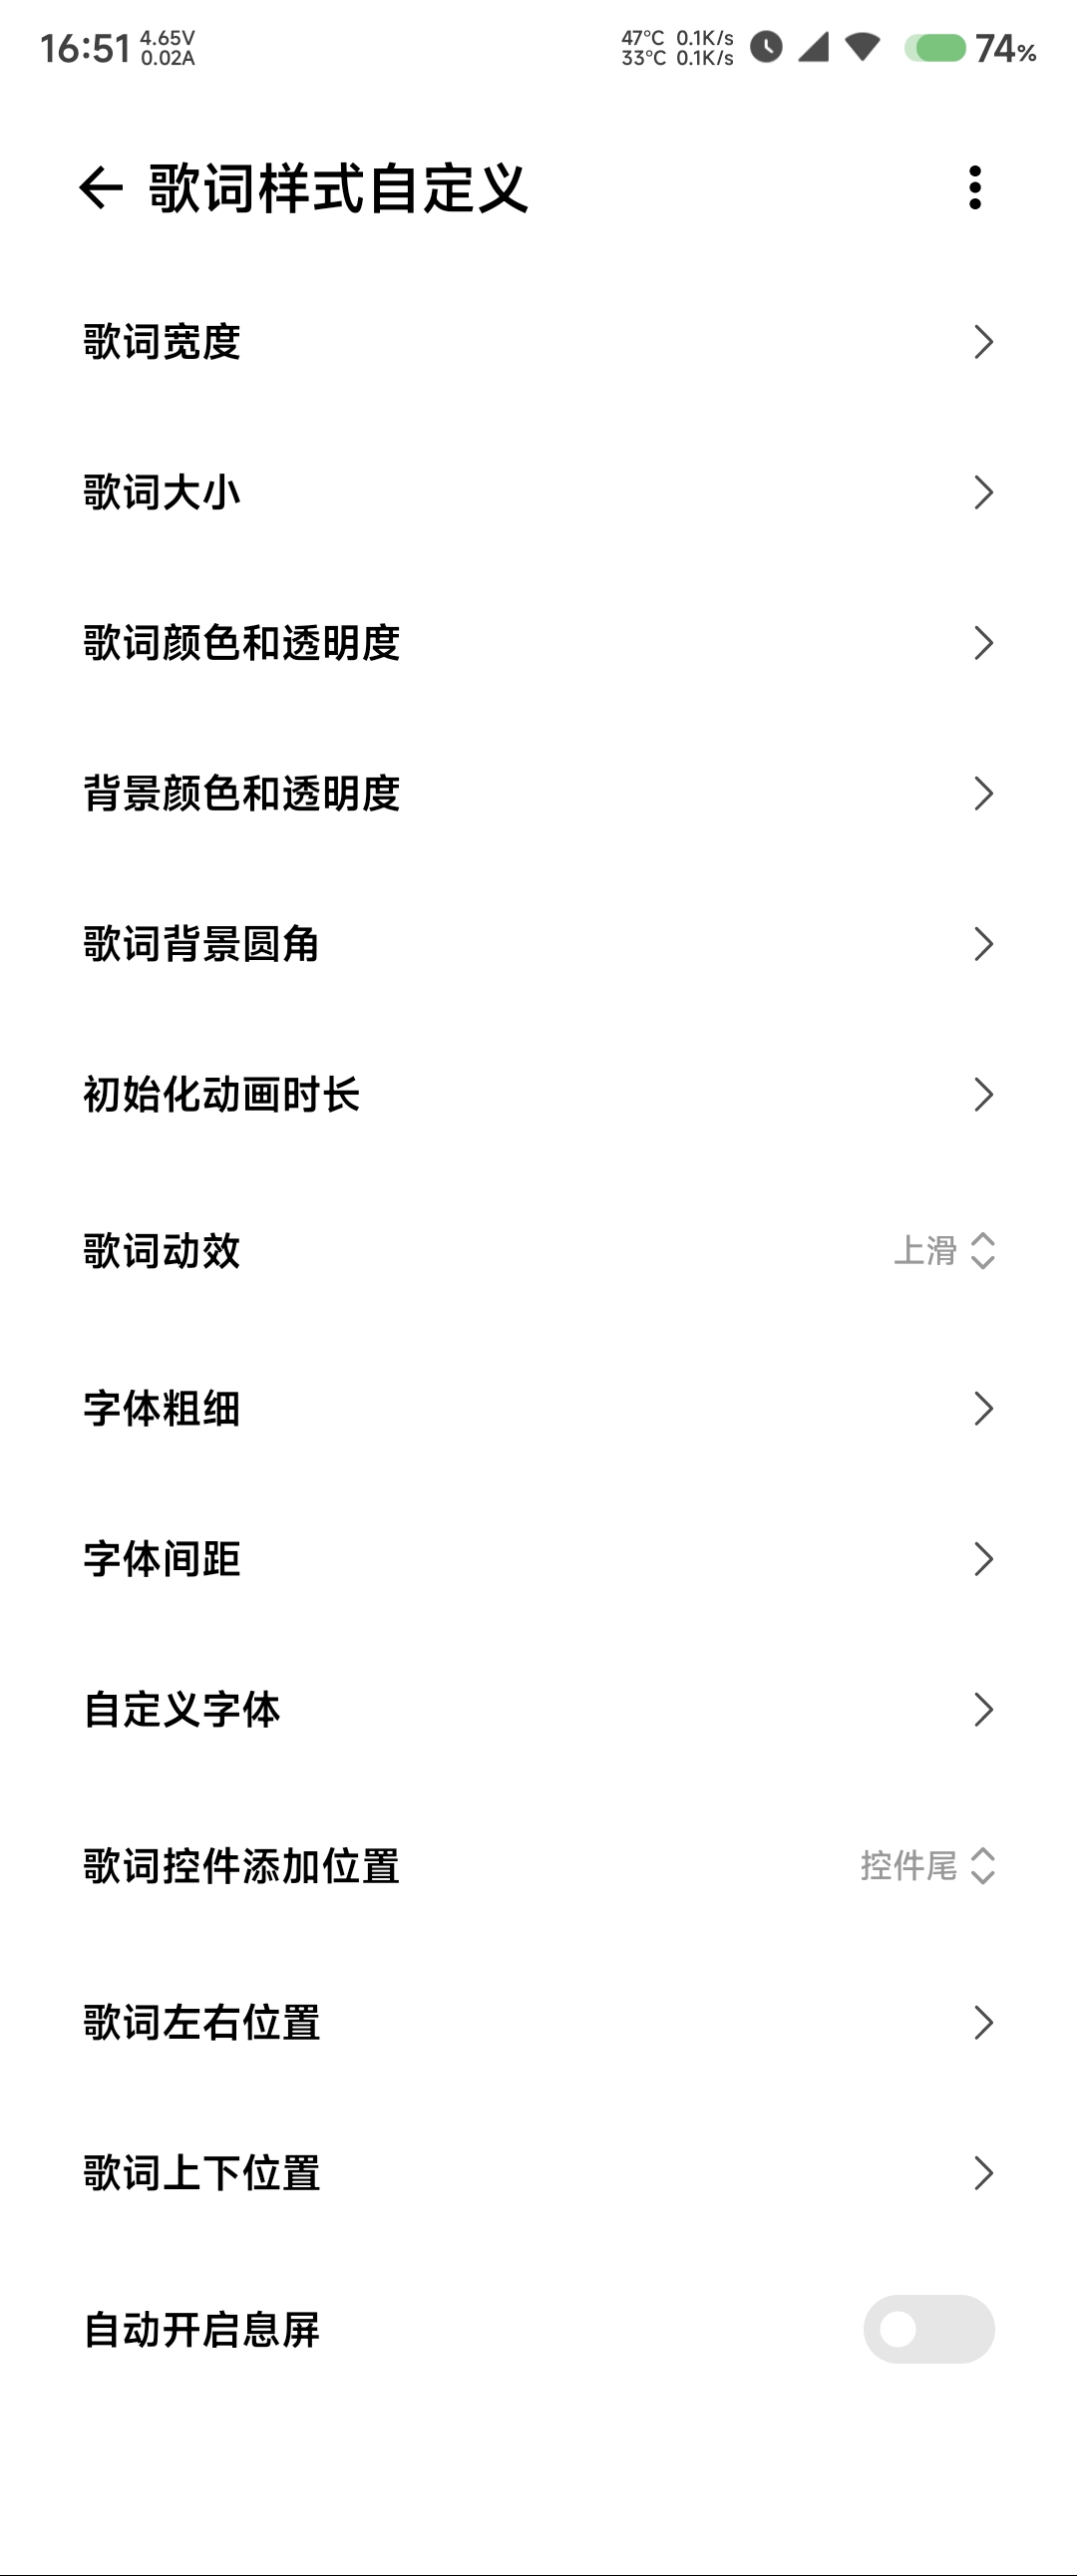 16:51 4.65V 0.02A 47°C 0.1K/s 33°C 0.1K/s 74%
歌词样式自定义
歌词宽度
歌词大小
歌词颜色和透明度
背景颜色和透明度
歌词背景圆角
初始化动画时长
歌词动效 上滑
字体粗细
字体间距
自定义字体
歌词控件添加位置 控件尾
歌词左右位置
歌词上下位置
自动开启息屏